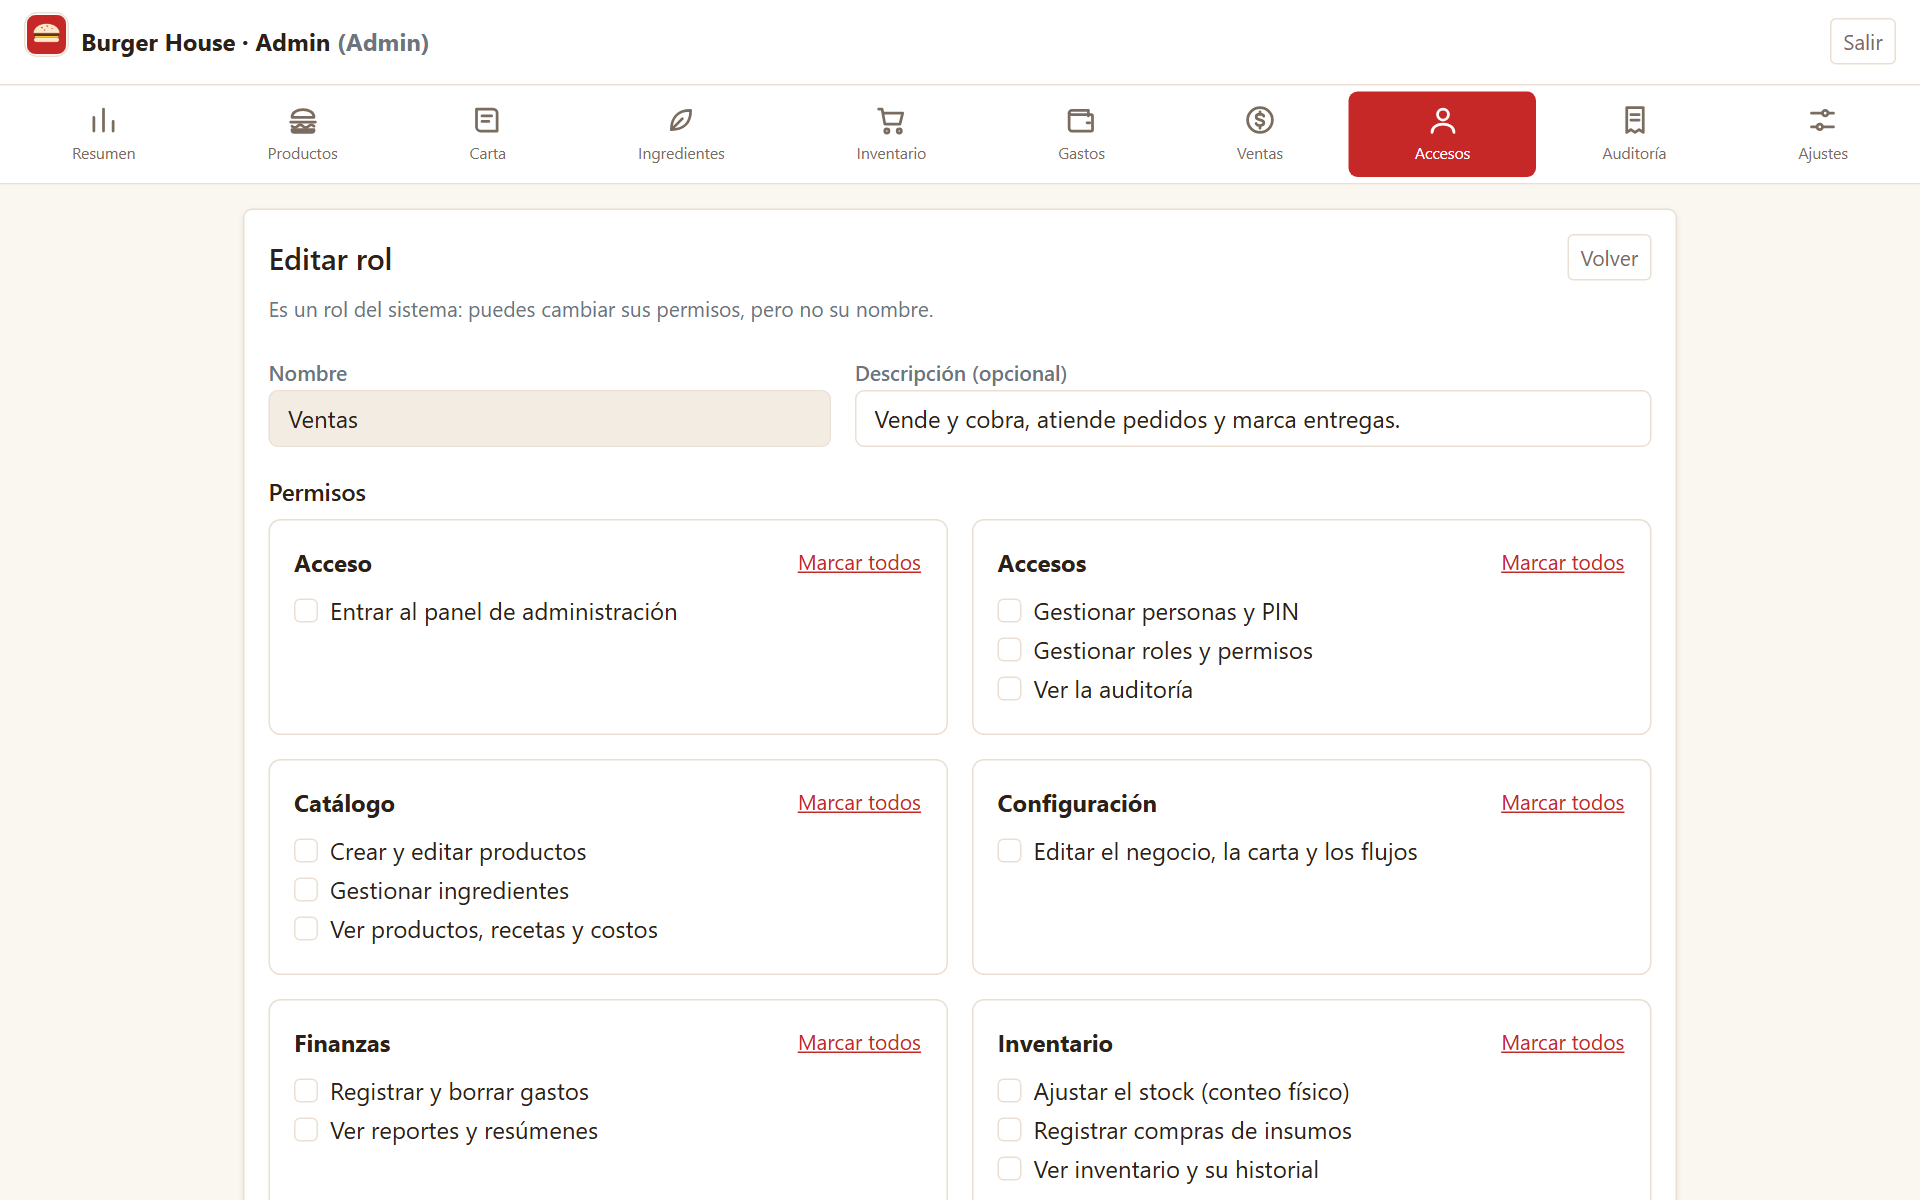 Burger House · Admin (Admin)
Salir
Resumen
Productos
Carta
Ingredientes
Inventario
Gastos
Ventas
Accesos
Auditoría
Ajustes
Editar rol
Volver
Es un rol del sistema: puedes cambiar sus permisos, pero no su nombre.
Nombre
Ventas
Descripción (opcional)
Vende y cobra, atiende pedidos y marca entregas.
Permisos
Acceso
Marcar todos
Entrar al panel de administración
Accesos
Marcar todos
Gestionar personas y PIN
Gestionar roles y permisos
Ver la auditoría
Catálogo
Marcar todos
Crear y editar productos
Gestionar ingredientes
Ver productos, recetas y costos
Configuración
Marcar todos
Editar el negocio, la carta y los flujos
Finanzas
Marcar todos
Registrar y borrar gastos
Ver reportes y resúmenes
Inventario
Marcar todos
Ajustar el stock (conteo físico)
Registrar compras de insumos
Ver inventario y su historial